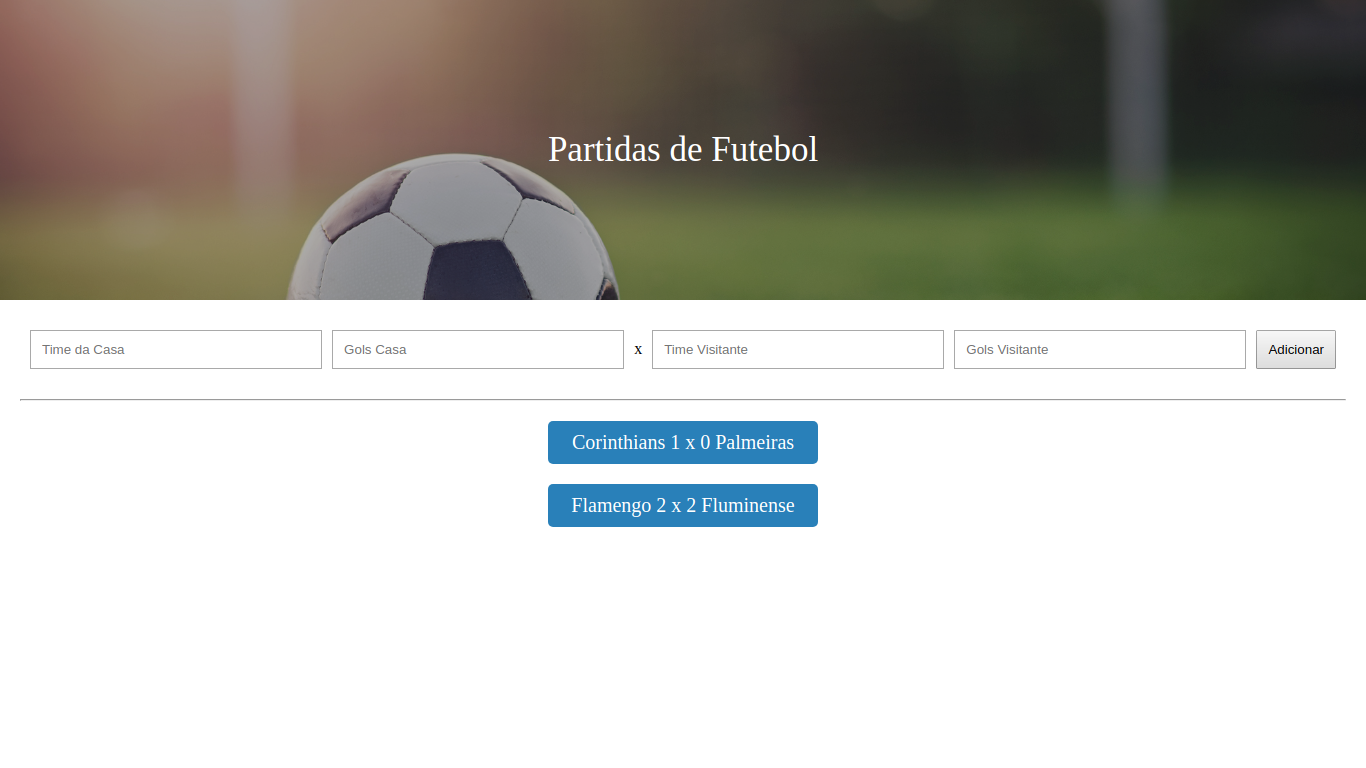 Partidas de Futebol
Time da Casa Gols Casa x Time Visitante Gols Visitante Adicionar
Corinthians 1 x 0 Palmeiras
Flamengo 2 x 2 Fluminense